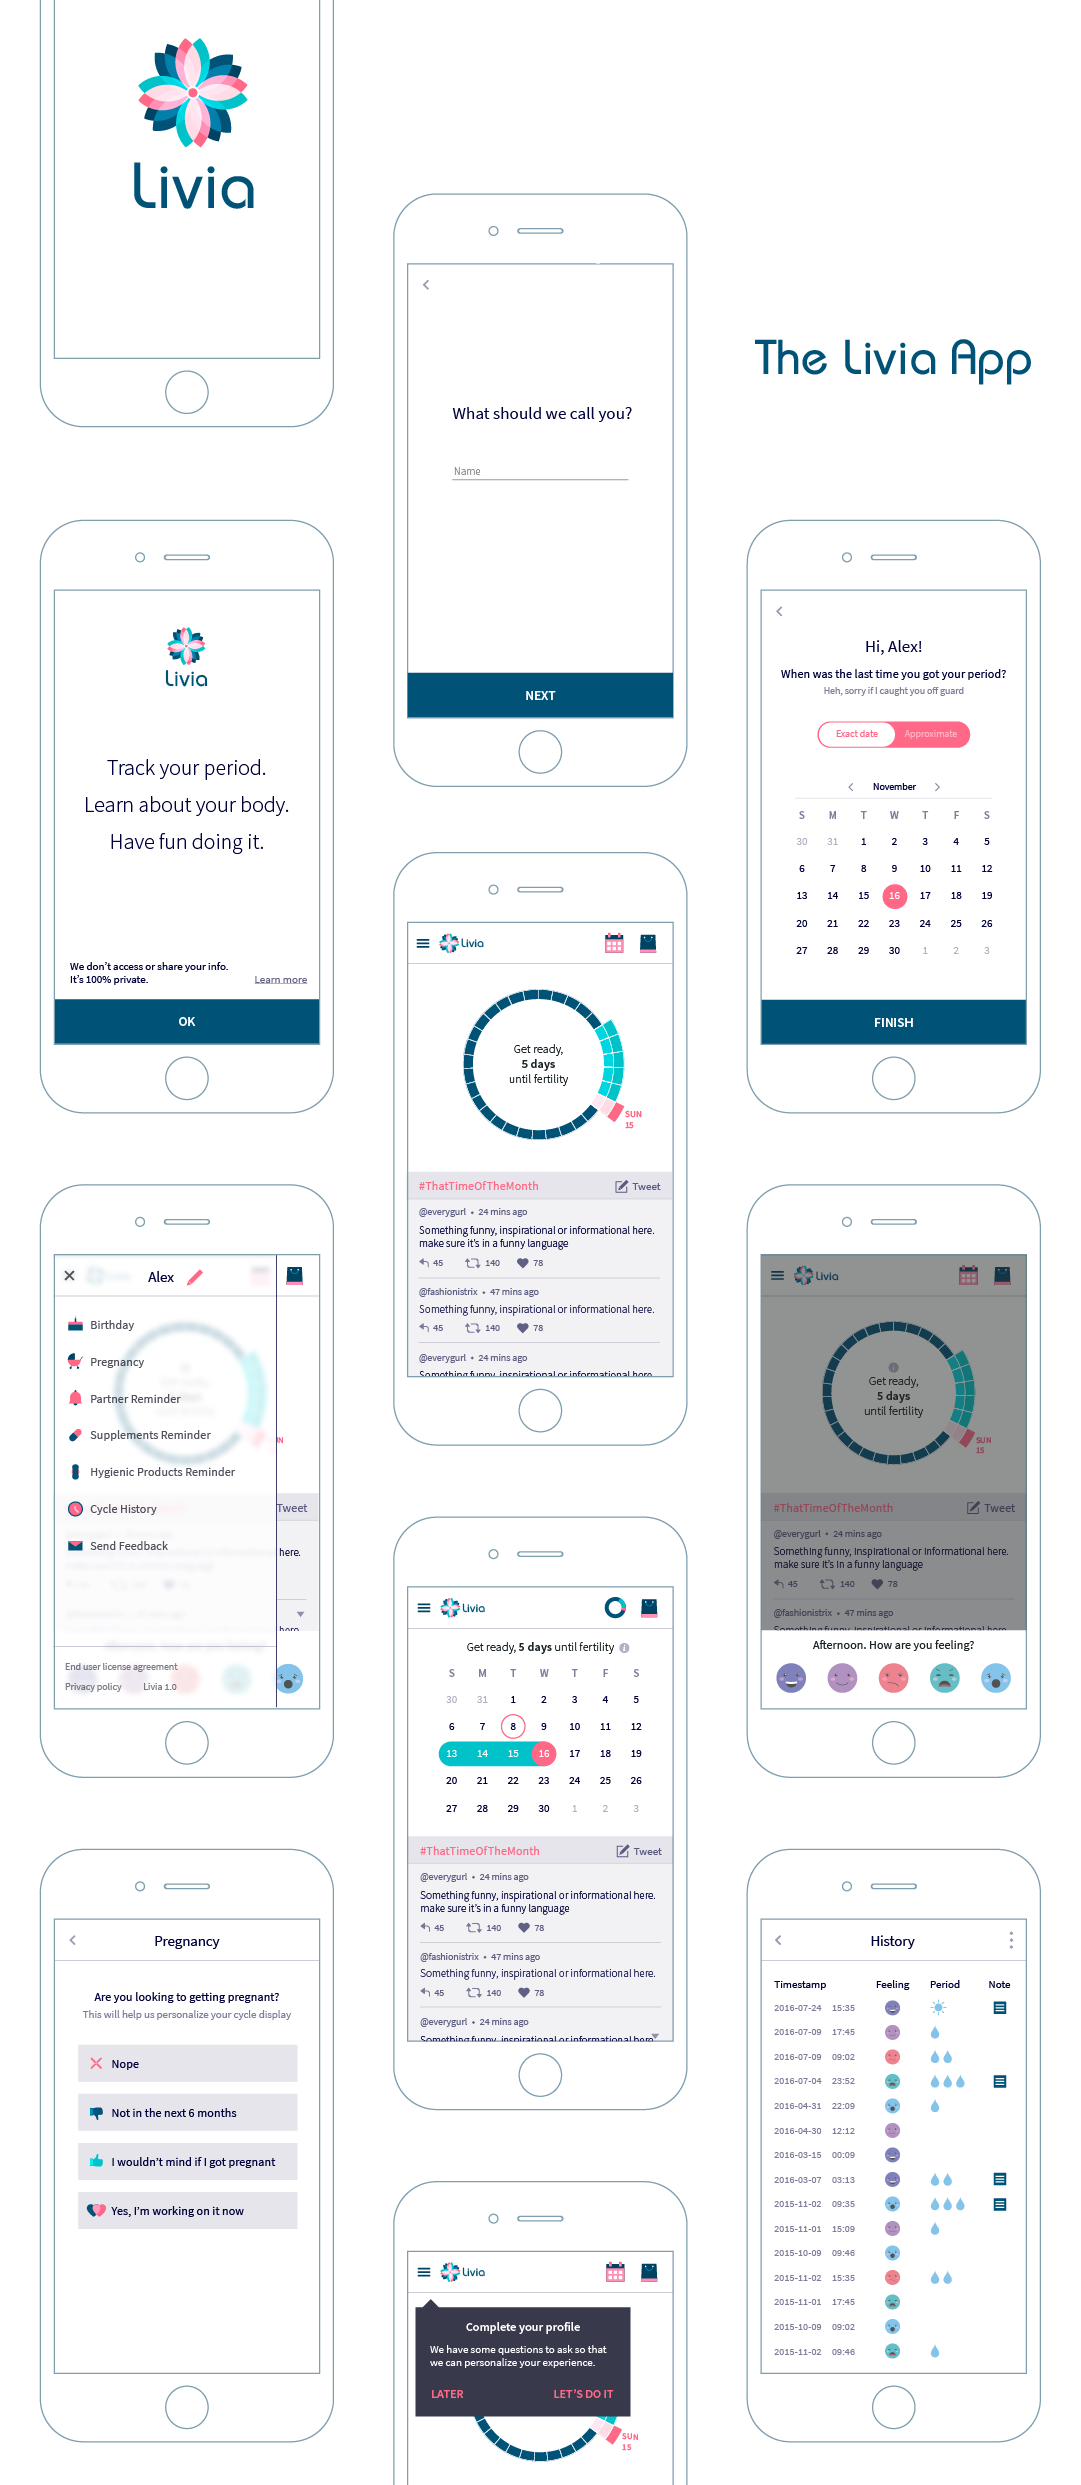 Livia
What should we call you?
Name
NEXT
The Livia App
Livia
Track your period.
Learn about your body.
Have fun doing it.
We don't access or share your info.
It's 100% private.
Learn more
OK
Hi, Alex!
When was the last time you got your period?
Heh, sorry if I caught you off guard
Exact date Approximate
November
S M T W T F S
30 31 1 2 3 4 5
6 7 8 9 10 11 12
13 14 15 16 17 18 19
20 21 22 23 24 25 26
27 28 29 30 1 2 3
FINISH
Livia
Get ready,
5 days
until fertility
SUN
15
#ThatTimeOfTheMonth Tweet
@everygurl • 24 mins ago
Something funny, inspirational or informational here.
make sure it's in a funny language
45 140 78
@fashionistrix • 47 mins ago
Something funny, inspirational or informational here.
45 140 78
@everygurl • 24 mins ago
Something funny, inspirational or informational here.
Alex
Birthday
Pregnancy
Partner Reminder
Supplements Reminder
Hygienic Products Reminder
Cycle History
Send Feedback
Tweet
here.
here
End user license agreement
Privacy policy Livia 1.0
Livia
Get ready,
5 days
until fertility
SUN
15
#ThatTimeOfTheMonth Tweet
@everygurl • 24 mins ago
Something funny, inspirational or informational here.
make sure it's in a funny language
45 140 78
@fashionistrix • 47 mins ago
Something funny, inspirational or informational here.
Afternoon. How are you feeling?
Livia
Get ready, 5 days until fertility
S M T W T F S
30 31 1 2 3 4 5
6 7 8 9 10 11 12
13 14 15 16 17 18 19
20 21 22 23 24 25 26
27 28 29 30 1 2 3
#ThatTimeOfTheMonth Tweet
@everygurl • 24 mins ago
Something funny, inspirational or informational here.
make sure it's in a funny language
45 140 78
@fashionistrix • 47 mins ago
Something funny, inspirational or informational here.
45 140 78
@everygurl • 24 mins ago
Something funny, inspirational or informational here
Pregnancy
Are you looking to getting pregnant?
This will help us personalize your cycle display
Nope
Not in the next 6 months
I wouldn't mind if I got pregnant
Yes, I'm working on it now
History
Timestamp Feeling Period Note
2016-07-24 15:35
2016-07-09 17:45
2016-07-09 09:02
2016-07-04 23:52
2016-04-31 22:09
2016-04-30 12:12
2016-03-15 00:09
2016-03-07 03:13
2015-11-02 09:35
2015-11-01 15:09
2015-10-09 09:46
2015-11-02 15:35
2015-11-01 17:45
2015-10-09 09:02
2015-11-02 09:46
Livia
Complete your profile
We have some questions to ask so that
we can personalize your experience.
LATER LET'S DO IT
SUN
15